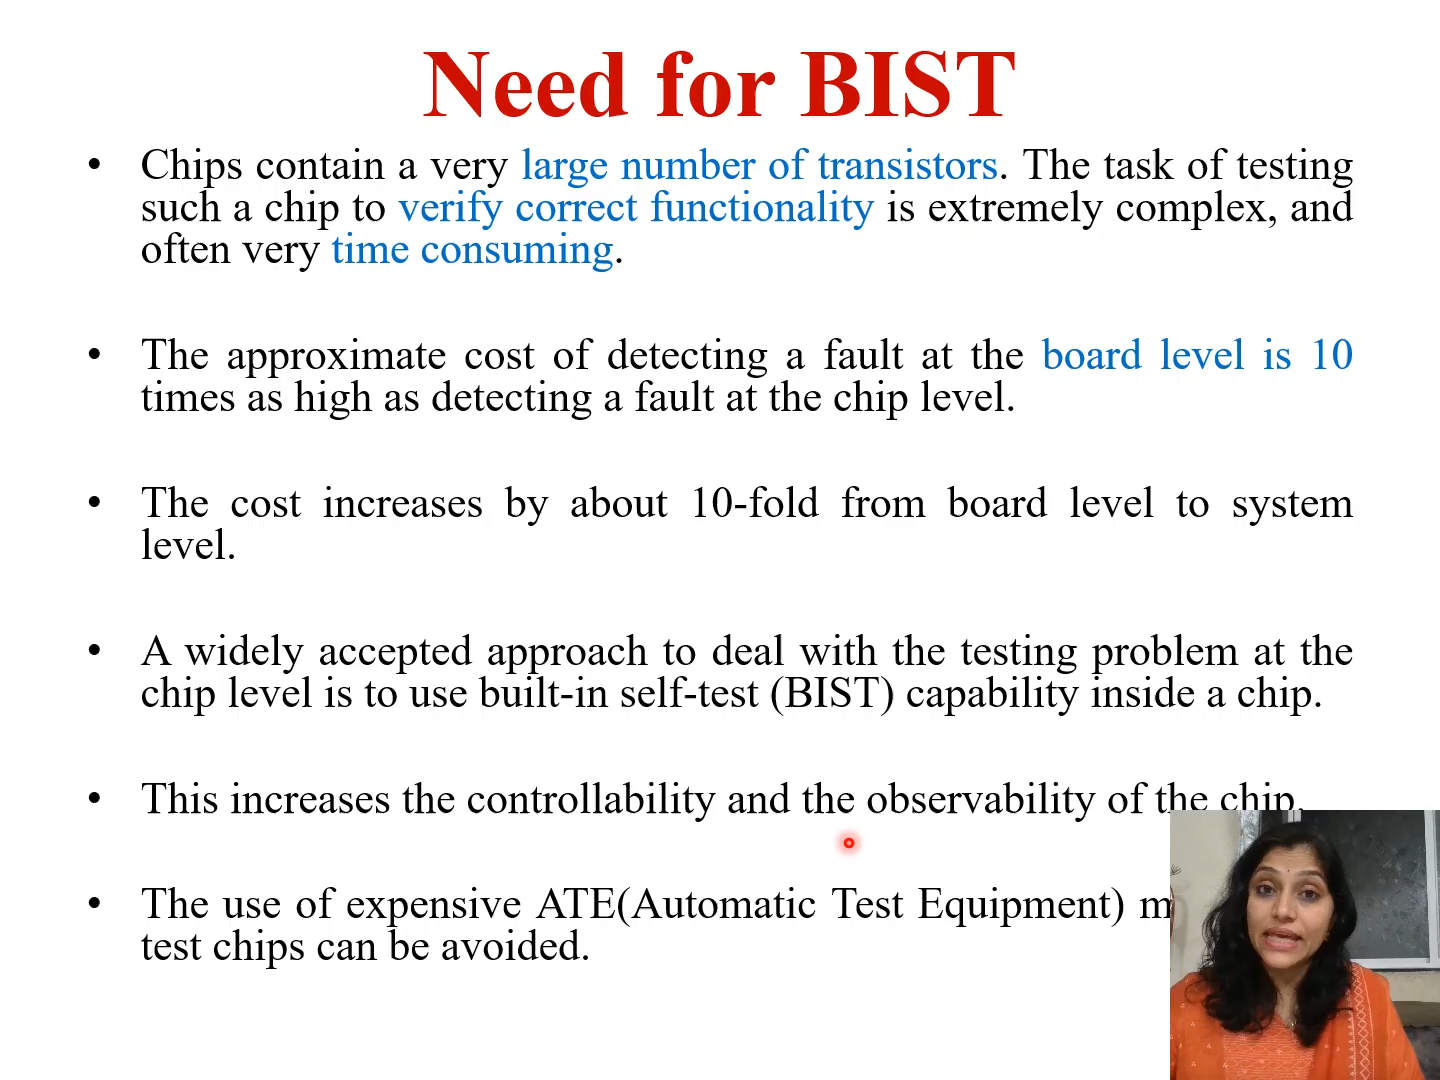 Need for BIST
• Chips contain a very large number of transistors. The task of testing
such a chip to verify correct functionality is extremely complex, and
often very time consuming.
• The approximate cost of detecting a fault at the board level is 10
times as high as detecting a fault at the chip level.
• The cost increases by about 10-fold from board level to system
level.
• A widely accepted approach to deal with the testing problem at the
chip level is to use built-in self-test (BIST) capability inside a chip.
• This increases the controllability and the observability of the chip.
• The use of expensive ATE(Automatic Test Equipment)
test chips can be avoided.